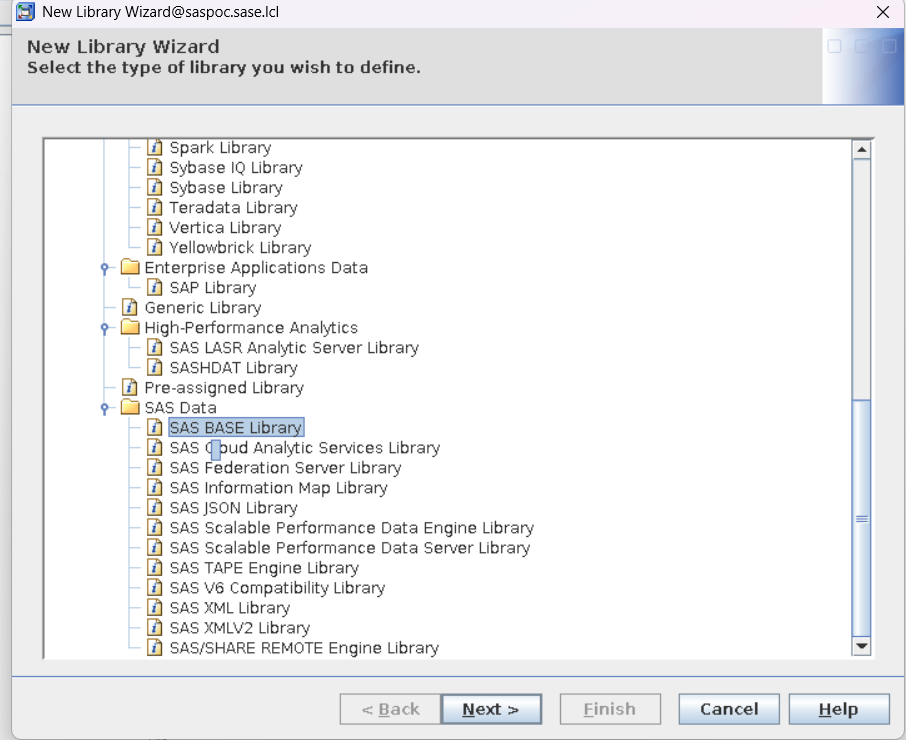 New Library Wizard@saspoc.sase.lcl
New Library Wizard
Select the type of library you wish to define.
Spark Library
Sybase IQ Library
Sybase Library
Teradata Library
Vertica Library
Yellowbrick Library
Enterprise Applications Data
SAP Library
Generic Library
High-Performance Analytics
SAS LASR Analytic Server Library
SASHDAT Library
Pre-assigned Library
SAS Data
SAS BASE Library
SAS Cloud Analytic Services Library
SAS Federation Server Library
SAS Information Map Library
SAS JSON Library
SAS Scalable Performance Data Engine Library
SAS Scalable Performance Data Server Library
SAS TAPE Engine Library
SAS V6 Compatibility Library
SAS XML Library
SAS XMLV2 Library
SAS/SHARE REMOTE Engine Library
< Back Next > Finish Cancel Help